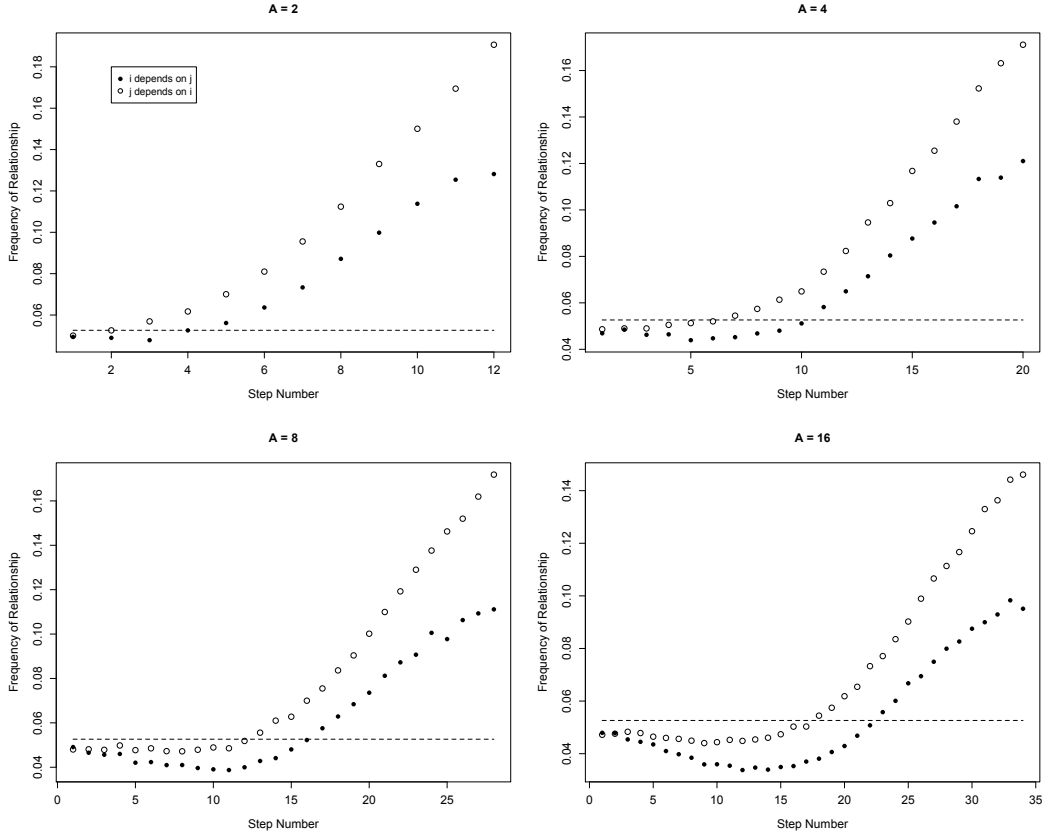 A = 2
Frequency of Relationship
0.06 0.08 0.10 0.12 0.14 0.16 0.18
i depends on j
j depends on i
2 4 6 8 10 12
Step Number
A = 4
Frequency of Relationship
0.04 0.06 0.08 0.10 0.12 0.14 0.16
5 10 15 20
Step Number
A = 8
Frequency of Relationship
0.04 0.06 0.08 0.10 0.12 0.14 0.16
0 5 10 15 20 25
Step Number
A = 16
Frequency of Relationship
0.04 0.06 0.08 0.10 0.12 0.14
0 5 10 15 20 25 30 35
Step Number